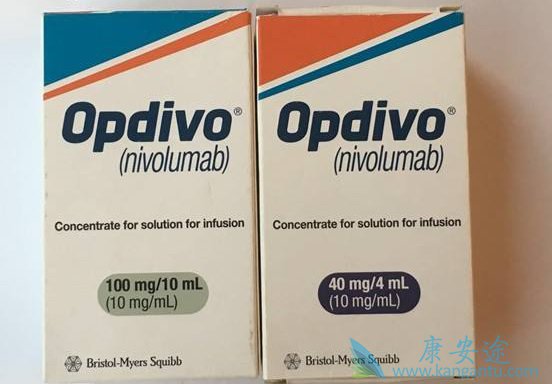 Opdivo®
(nivolumab)
Concentrate for solution for infusion
100 mg/10 mL
(10 mg/mL)
Bristol-Myers Squibb
Opdivo®
(nivolumab)
Concentrate for solution for infusion
40 mg/4 mL
(10 mg/mL)
Bristol-Myers Squibb
康安途
www.kangantu.com